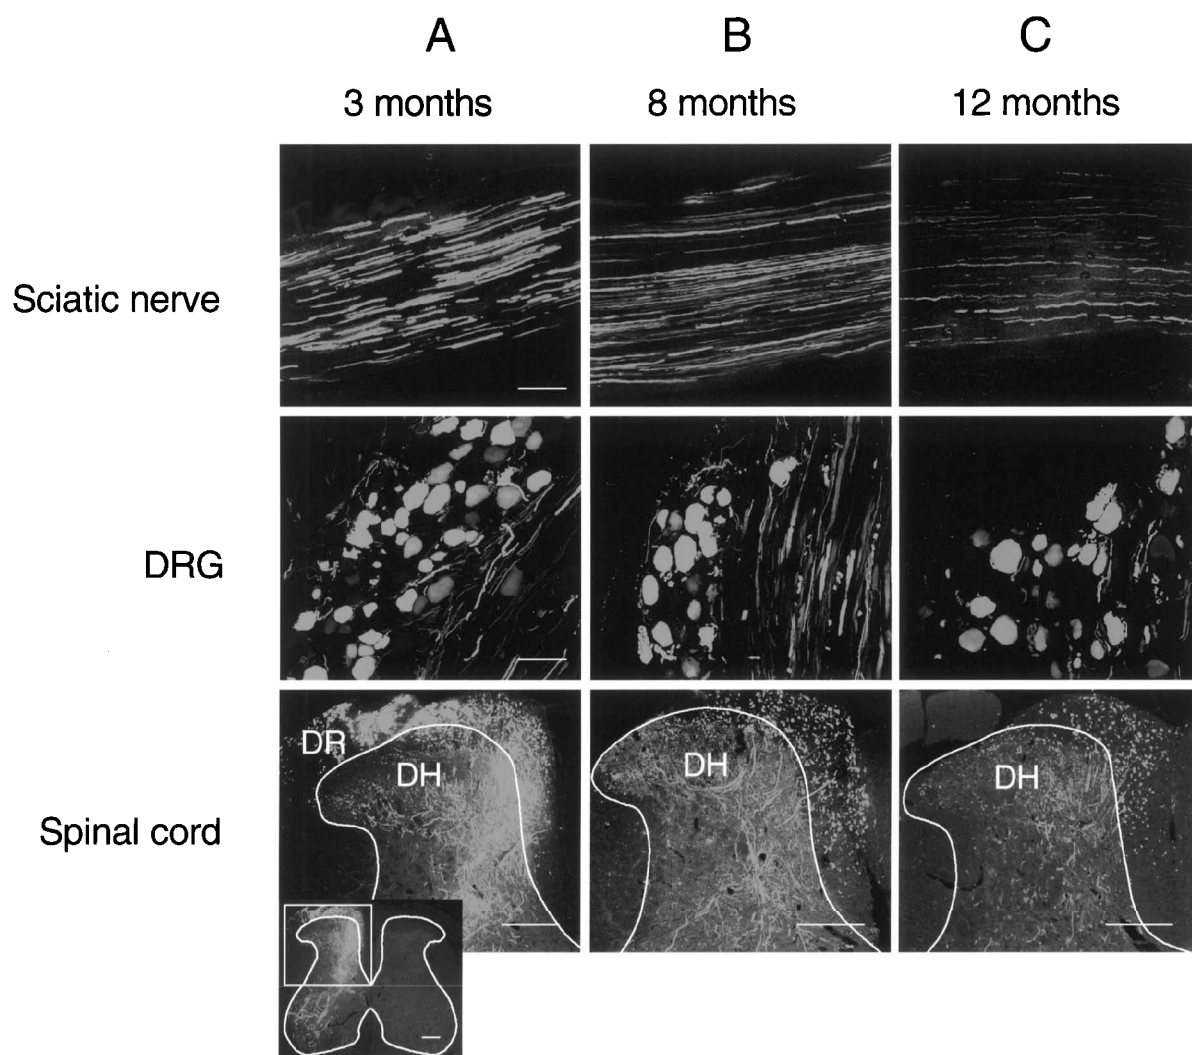 A B C
3 months 8 months 12 months
Sciatic nerve
DRG
DR
DH DH DH
Spinal cord